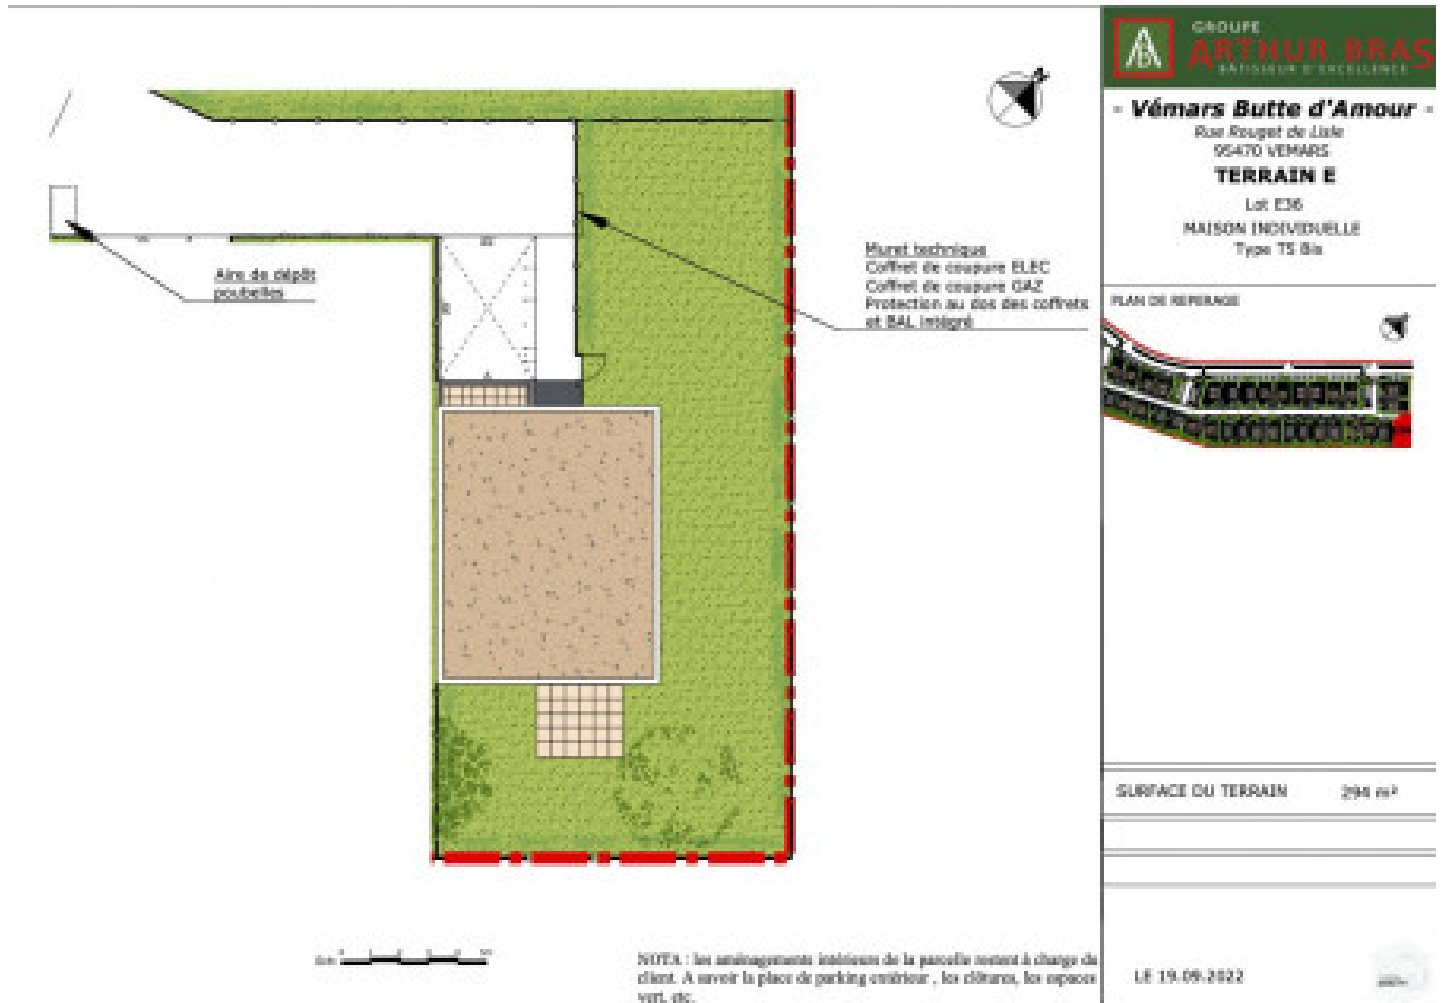 GROUPE
ARTHUR BRAS
BÂTISSEUR D'EXCELLENCE
- Vémars Butte d'Amour -
Rue Rouget de Lisle
95470 VEMARS
TERRAIN E
Lot E36
MAISON INDIVIDUELLE
Type T5 Bis
PLAN DE REPERAGE
Aire de dépôt
poubelles
Muret technique
Coffret de coupure ELEC
Coffret de coupure GAZ
Protection au dos des coffrets
et BAL intégré
SURFACE DU TERRAIN 294 m²
NOTA : les aménagements intérieurs de la parcelle restent à charge du
client. A savoir la place de parking extérieur , les clôtures, les espaces
vert, etc.
LE 19.09.2022